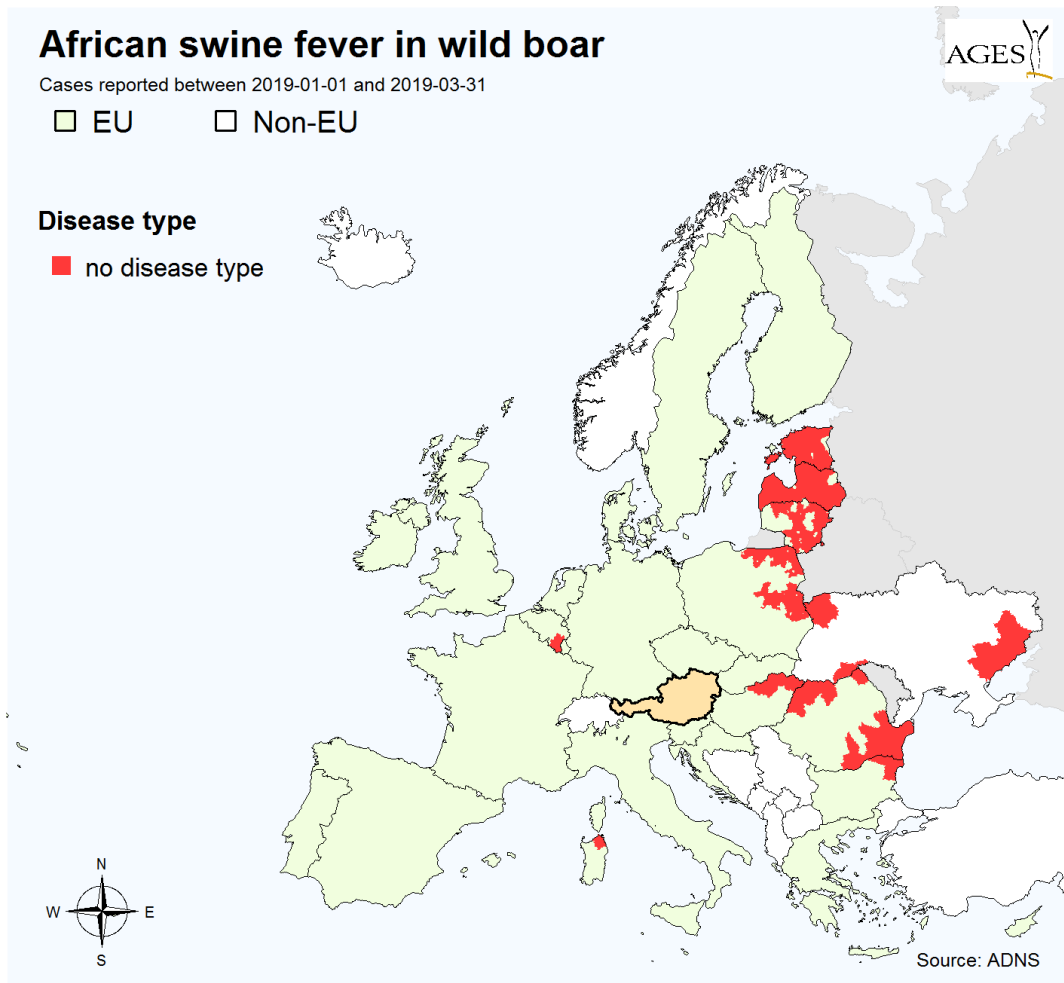 African swine fever in wild boar
Cases reported between 2019-01-01 and 2019-03-31
EU Non-EU
AGES
Disease type
no disease type
N
W E
S
Source: ADNS